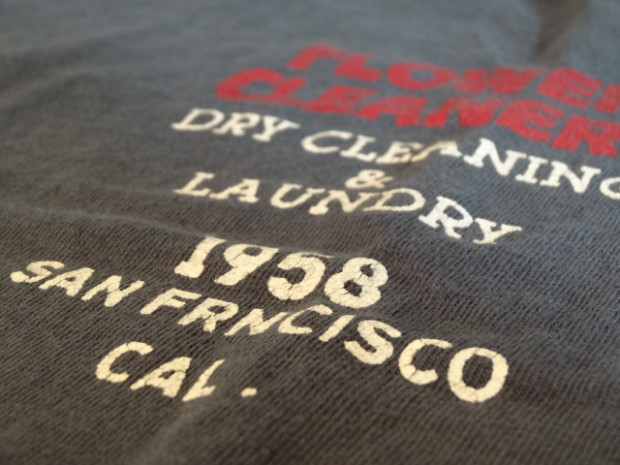 FLOWER
CLEANER
DRY CLEANING
&
LAUNDRY
1958
SAN FRNCISCO
CAL.